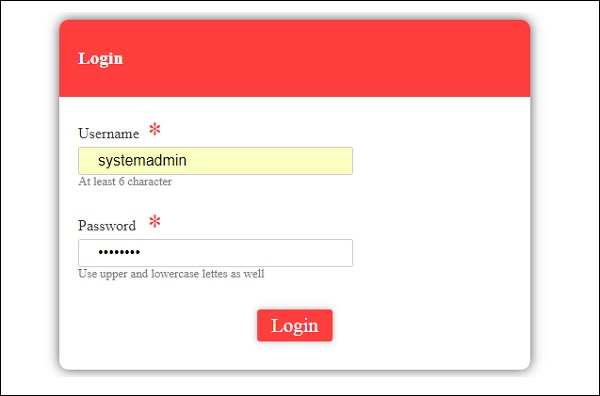 Login
Username *
systemadmin
At least 6 character
Password *
••••••••
Use upper and lowercase lettes as well
Login